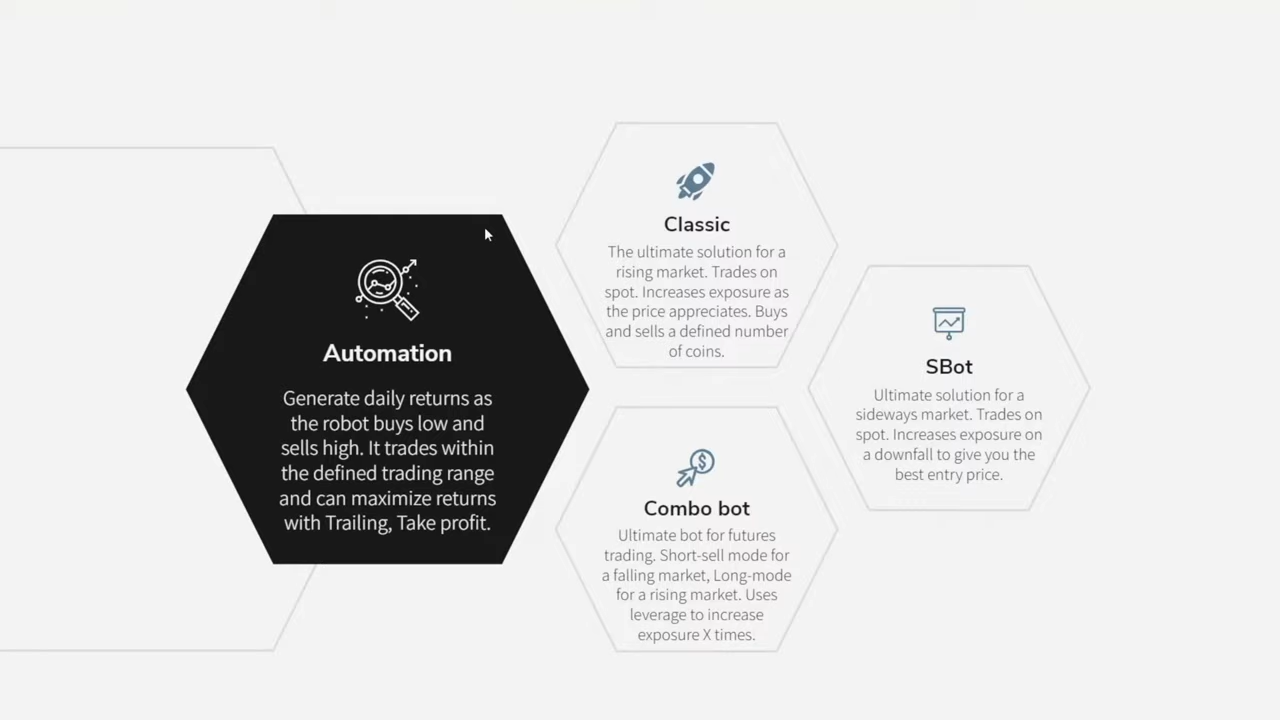 Automation
Generate daily returns as
the robot buys low and
sells high. It trades within
the defined trading range
and can maximize returns
with Trailing, Take profit.
Classic
The ultimate solution for a
rising market. Trades on
spot. Increases exposure as
the price appreciates. Buys
and sells a defined number
of coins.
Combo bot
Ultimate bot for futures
trading. Short-sell mode for
a falling market, Long-mode
for a rising market. Uses
leverage to increase
exposure X times.
SBot
Ultimate solution for a
sideways market. Trades on
spot. Increases exposure on
a downfall to give you the
best entry price.